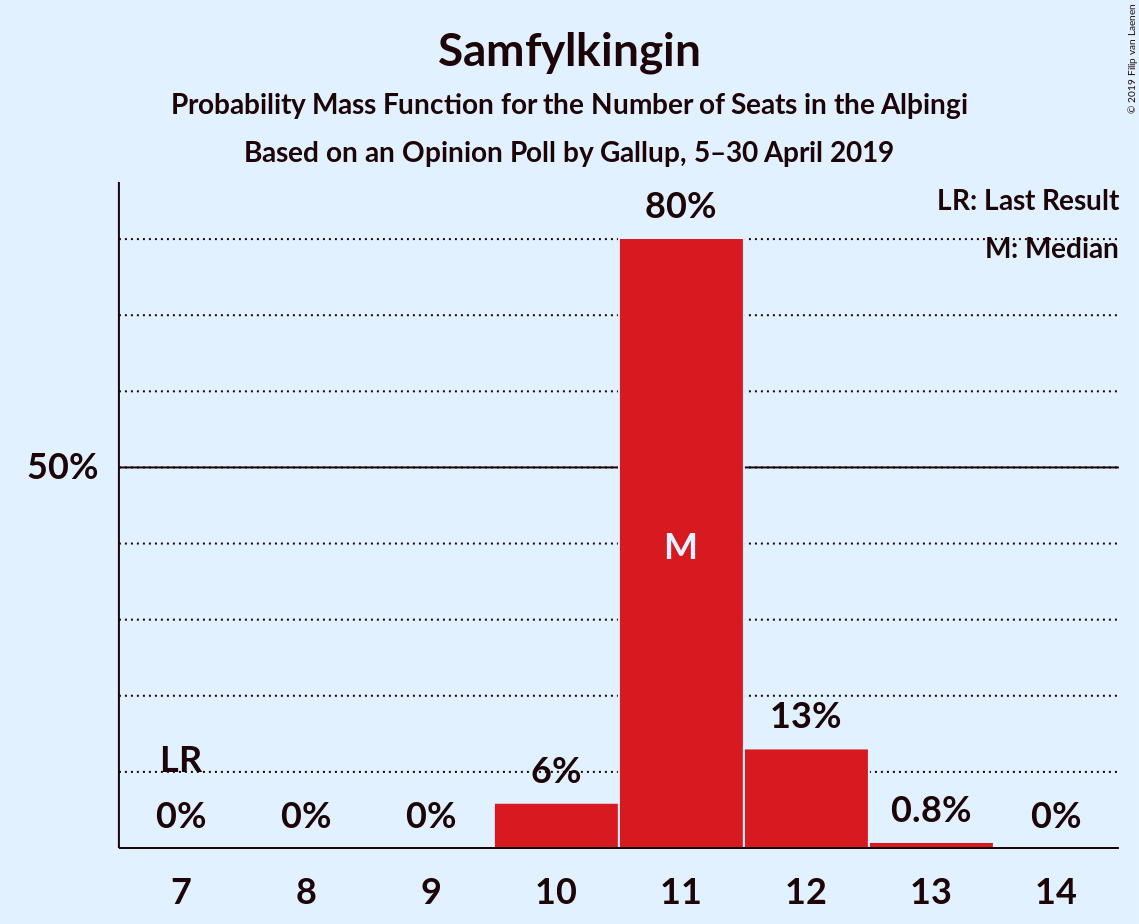 Samfylkingin
Probability Mass Function for the Number of Seats in the Alþingi
Based on an Opinion Poll by Gallup, 5–30 April 2019
© 2019 Filip van Laenen
LR: Last Result
M: Median
80%
50%
M
13%
LR
6%
0%
0%
0%
0.8%
0%
7
8
9
10
11
12
13
14